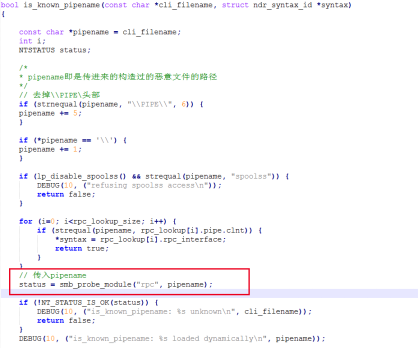 bool is_known_pipename(const char *cli_filename, struct ndr_syntax_id *syntax)
{
const char *pipename = cli_filename;
int i;
NTSTATUS status;
/*
* pipename即是传进来的构造过的恶意文件的路径
*/
// 去掉\\PIPE\头部
if (strnequal(pipename, "\\PIPE\\", 6)) {
pipename += 5;
}
if (*pipename == '\\') {
pipename += 1;
}
if (lp_disable_spoolss() && strequal(pipename, "spoolss")) {
DEBUG(10, ("refusing spoolss access\n"));
return false;
}
for (i=0; i<rpc_lookup_size; i++) {
if (strequal(pipename, rpc_lookup[i].pipe.clnt)) {
*syntax = rpc_lookup[i].rpc_interface;
return true;
}
}
// 传入pipename
status = smb_probe_module("rpc", pipename);
if (!NT_STATUS_IS_OK(status)) {
DEBUG(10, ("is_known_pipename: %s unknown\n", cli_filename));
return false;
}
DEBUG(10, ("is_known_pipename: %s loaded dynamically\n", pipename));